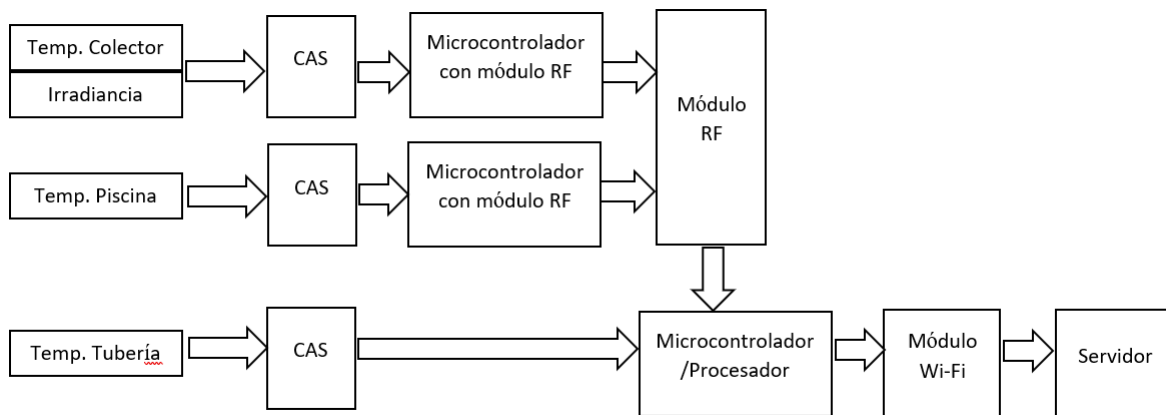 Temp. Colector
Irradiancia
CAS
Microcontrolador
con módulo RF
Módulo
RF
Temp. Piscina
CAS
Microcontrolador
con módulo RF
Temp. Tubería
CAS
Microcontrolador
/Procesador
Módulo
Wi-Fi
Servidor